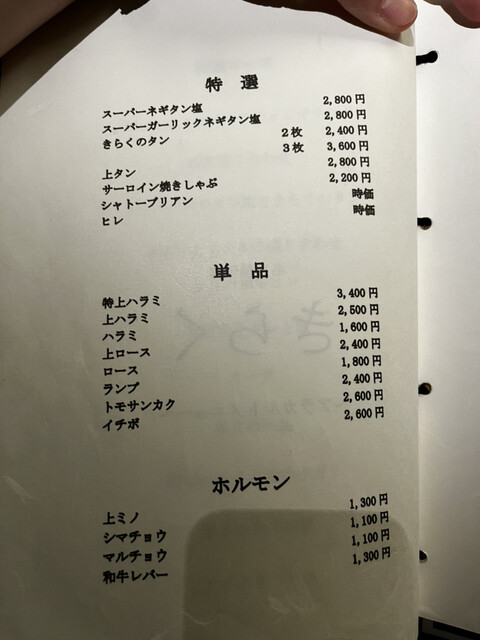 特選
スーパーネギタン塩 2,800円
スーパーガーリックネギタン塩 2,800円
きらくのタン 2枚 2,400円
3枚 3,600円
上タン 2,800円
サーロイン焼きしゃぶ 2,200円
シャトーブリアン 時価
ヒレ 時価
単品
特上ハラミ 3,400円
上ハラミ 2,500円
ハラミ 1,600円
上ロース 2,400円
ロース 1,800円
ランプ 2,400円
トモサンカク 2,600円
イチボ 2,600円
ホルモン
上ミノ 1,300円
シマチョウ 1,100円
マルチョウ 1,100円
和牛レバー 1,300円